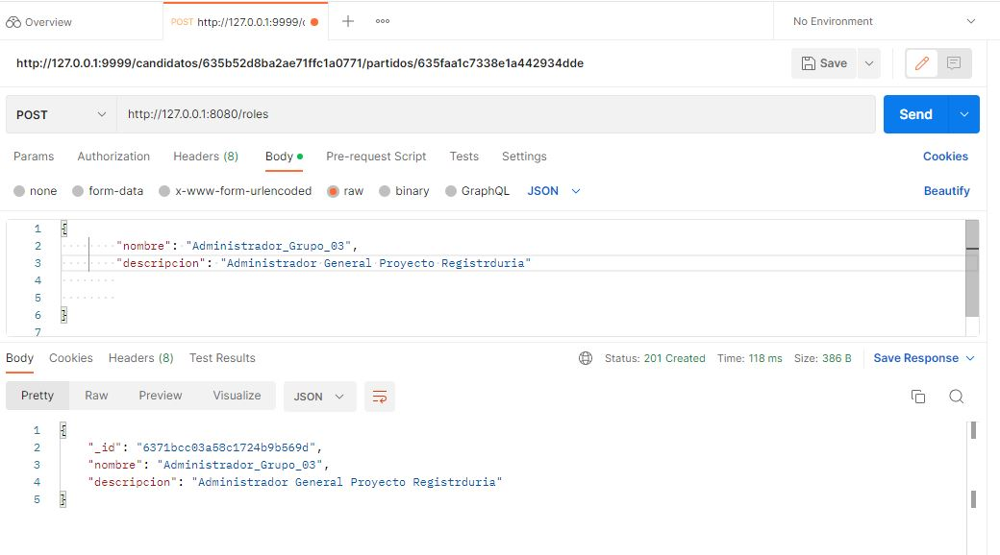 Overview
POST http://127.0.0.1:9999/c
No Environment
http://127.0.0.1:9999/candidatos/635b52d8ba2ae71ffc1a0771/partidos/635faa1c7338e1a442934dde
Save
POST
http://127.0.0.1:8080/roles
Send
Params Authorization Headers (8) Body Pre-request Script Tests Settings Cookies
none form-data x-www-form-urlencoded raw binary GraphQL JSON Beautify
1 {
2 "nombre": "Administrador_Grupo_03",
3 "descripcion": "Administrador General Proyecto Registrduria"
4
5
6 }
7
Body Cookies Headers (8) Test Results Status: 201 Created Time: 118 ms Size: 386 B Save Response
Pretty Raw Preview Visualize JSON
1 {
2 "_id": "6371bcc03a58c1724b9b569d",
3 "nombre": "Administrador_Grupo_03",
4 "descripcion": "Administrador General Proyecto Registrduria"
5 }